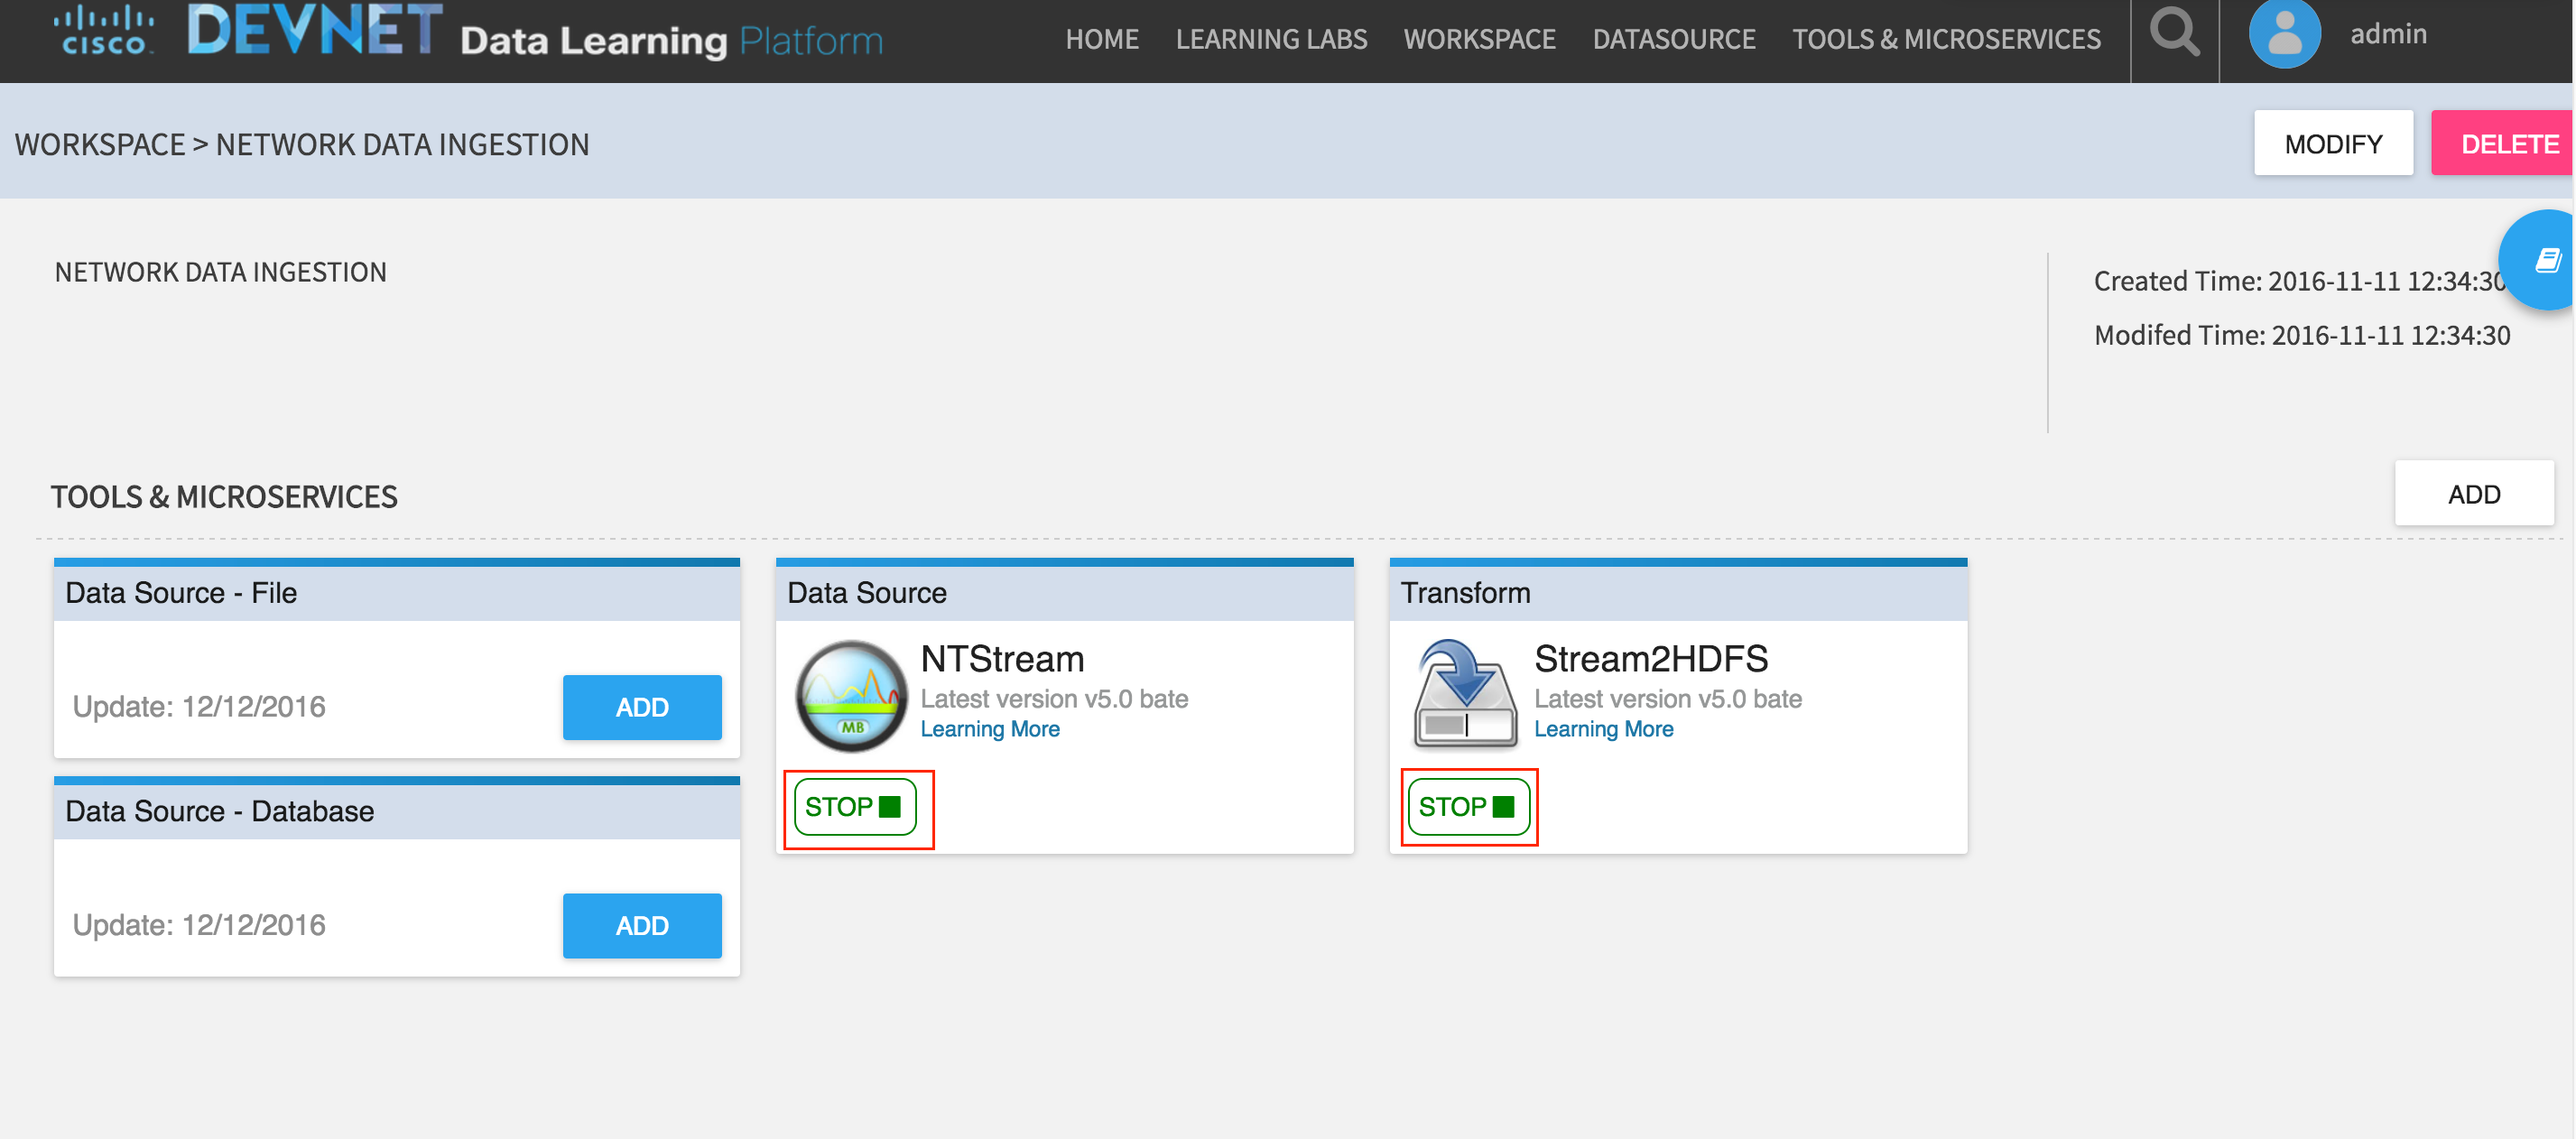 CISCO DEVNET Data Learning Platform
HOME LEARNING LABS WORKSPACE DATASOURCE TOOLS & MICROSERVICES admin
WORKSPACE > NETWORK DATA INGESTION
MODIFY DELETE
NETWORK DATA INGESTION
Created Time: 2016-11-11 12:34:30
Modifed Time: 2016-11-11 12:34:30
TOOLS & MICROSERVICES
ADD
Data Source - File
Update: 12/12/2016
ADD
Data Source - Database
Update: 12/12/2016
ADD
Data Source
NTStream
Latest version v5.0 bate
Learning More
MB
STOP
Transform
Stream2HDFS
Latest version v5.0 bate
Learning More
STOP